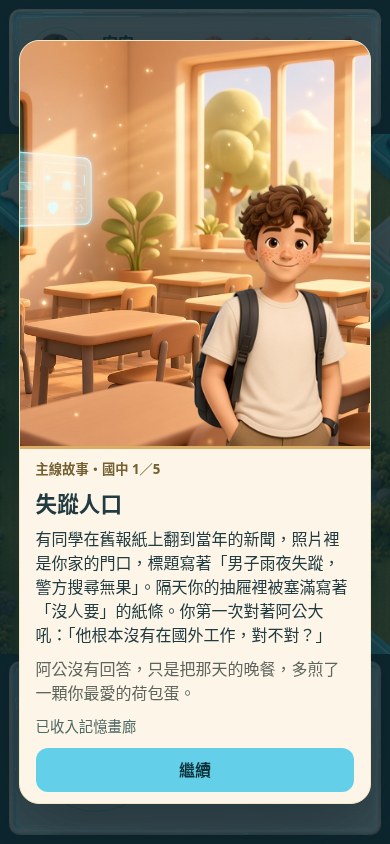 主線故事・國中 1／5
失蹤人口
有同學在舊報紙上翻到當年的新聞，照片裡
是你家的門口，標題寫著「男子雨夜失蹤，
警方搜尋無果」。隔天你的抽屜裡被塞滿寫著
「沒人要」的紙條。你第一次對著阿公大
吼：「他根本沒有在國外工作，對不對？」
阿公沒有回答，只是把那天的晚餐，多煎了
一顆你最愛的荷包蛋。
已收入記憶畫廊
繼續